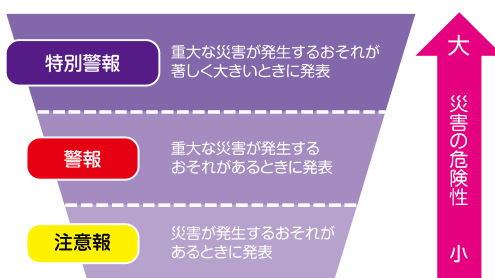 特別警報
重大な災害が発生するおそれが
著しく大きいときに発表
警報
重大な災害が発生する
おそれがあるときに発表
注意報
災害が発生するおそれが
あるときに発表
大
災害の危険性
小